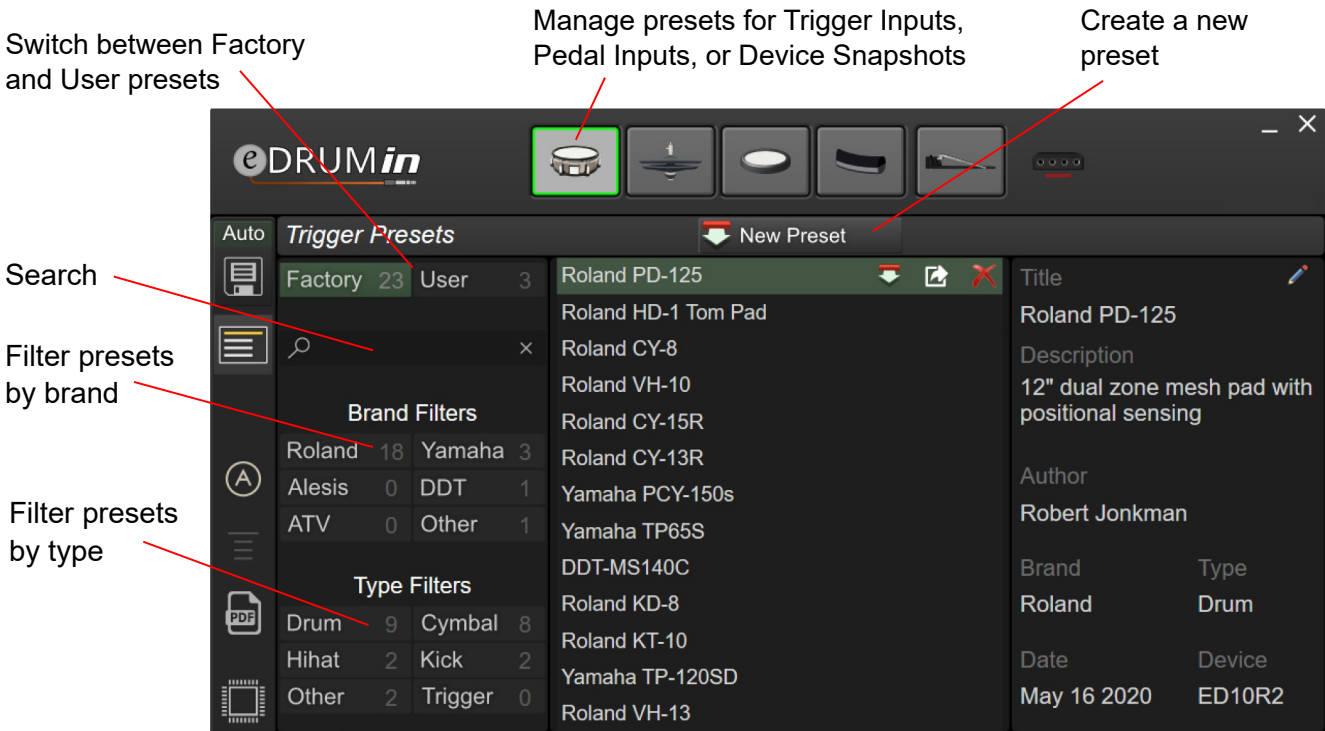 Switch between Factory
and User presets
Manage presets for Trigger Inputs,
Pedal Inputs, or Device Snapshots
Create a new
preset
Search
Filter presets
by brand
Filter presets
by type
eDRUMin
Auto
Trigger Presets
New Preset
Factory 23 User 3
Brand Filters
Roland 18 Yamaha 3
Alesis 0 DDT 1
ATV 0 Other 1
Type Filters
Drum 9 Cymbal 8
Hihat 2 Kick 2
Other 2 Trigger 0
A
PDF
Roland PD-125
Roland HD-1 Tom Pad
Roland CY-8
Roland VH-10
Roland CY-15R
Roland CY-13R
Yamaha PCY-150s
Yamaha TP65S
DDT-MS140C
Roland KD-8
Roland KT-10
Yamaha TP-120SD
Roland VH-13
Title
Roland PD-125
Description
12" dual zone mesh pad with
positional sensing
Author
Robert Jonkman
Brand Type
Roland Drum
Date Device
May 16 2020 ED10R2